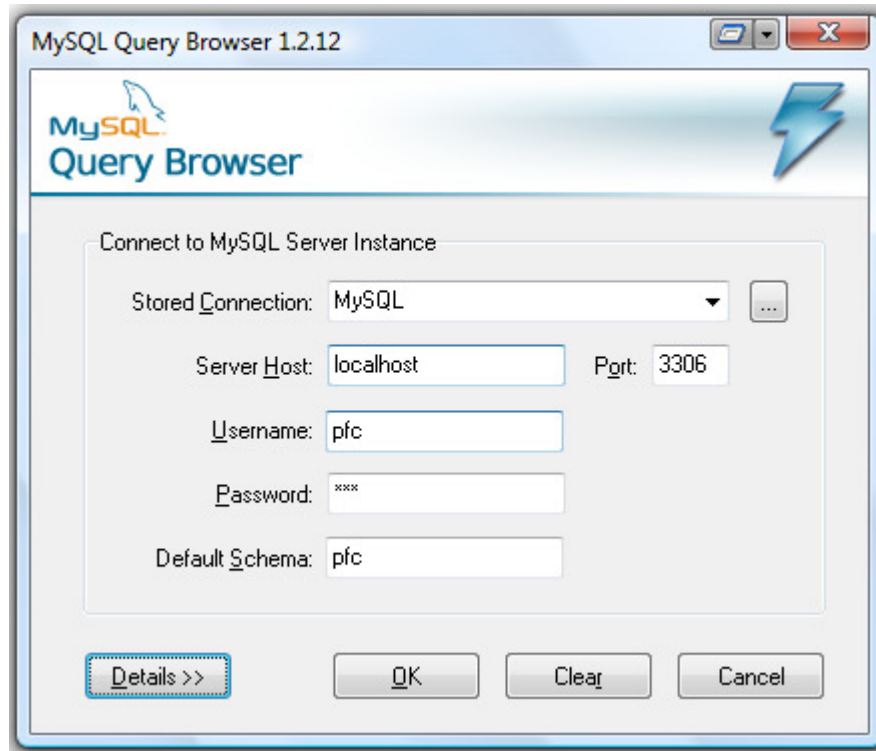 MySQL Query Browser 1.2.12
MySQL
Query Browser
Connect to MySQL Server Instance
Stored Connection: MySQL ...
Server Host: localhost Port: 3306
Username: pfc
Password: ***
Default Schema: pfc
Details >> OK Clear Cancel